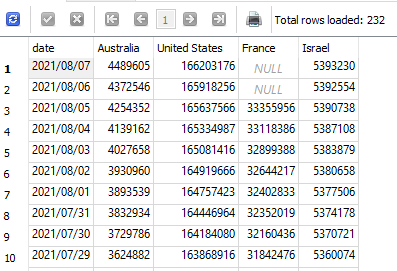 1 Total rows loaded: 232
date Australia United States France Israel
1 2021/08/07 4489605 166203176 NULL 5393230
2 2021/08/06 4372546 165918256 NULL 5392554
3 2021/08/05 4254352 165637566 33355956 5390738
4 2021/08/04 4139162 165334987 33118386 5387108
5 2021/08/03 4027658 165081416 32899388 5383879
6 2021/08/02 3930960 164919666 32644217 5380658
7 2021/08/01 3893539 164757423 32402833 5377506
8 2021/07/31 3832934 164446964 32352019 5374178
9 2021/07/30 3729786 164184080 32160436 5370721
10 2021/07/29 3624882 163868916 31842476 5360074